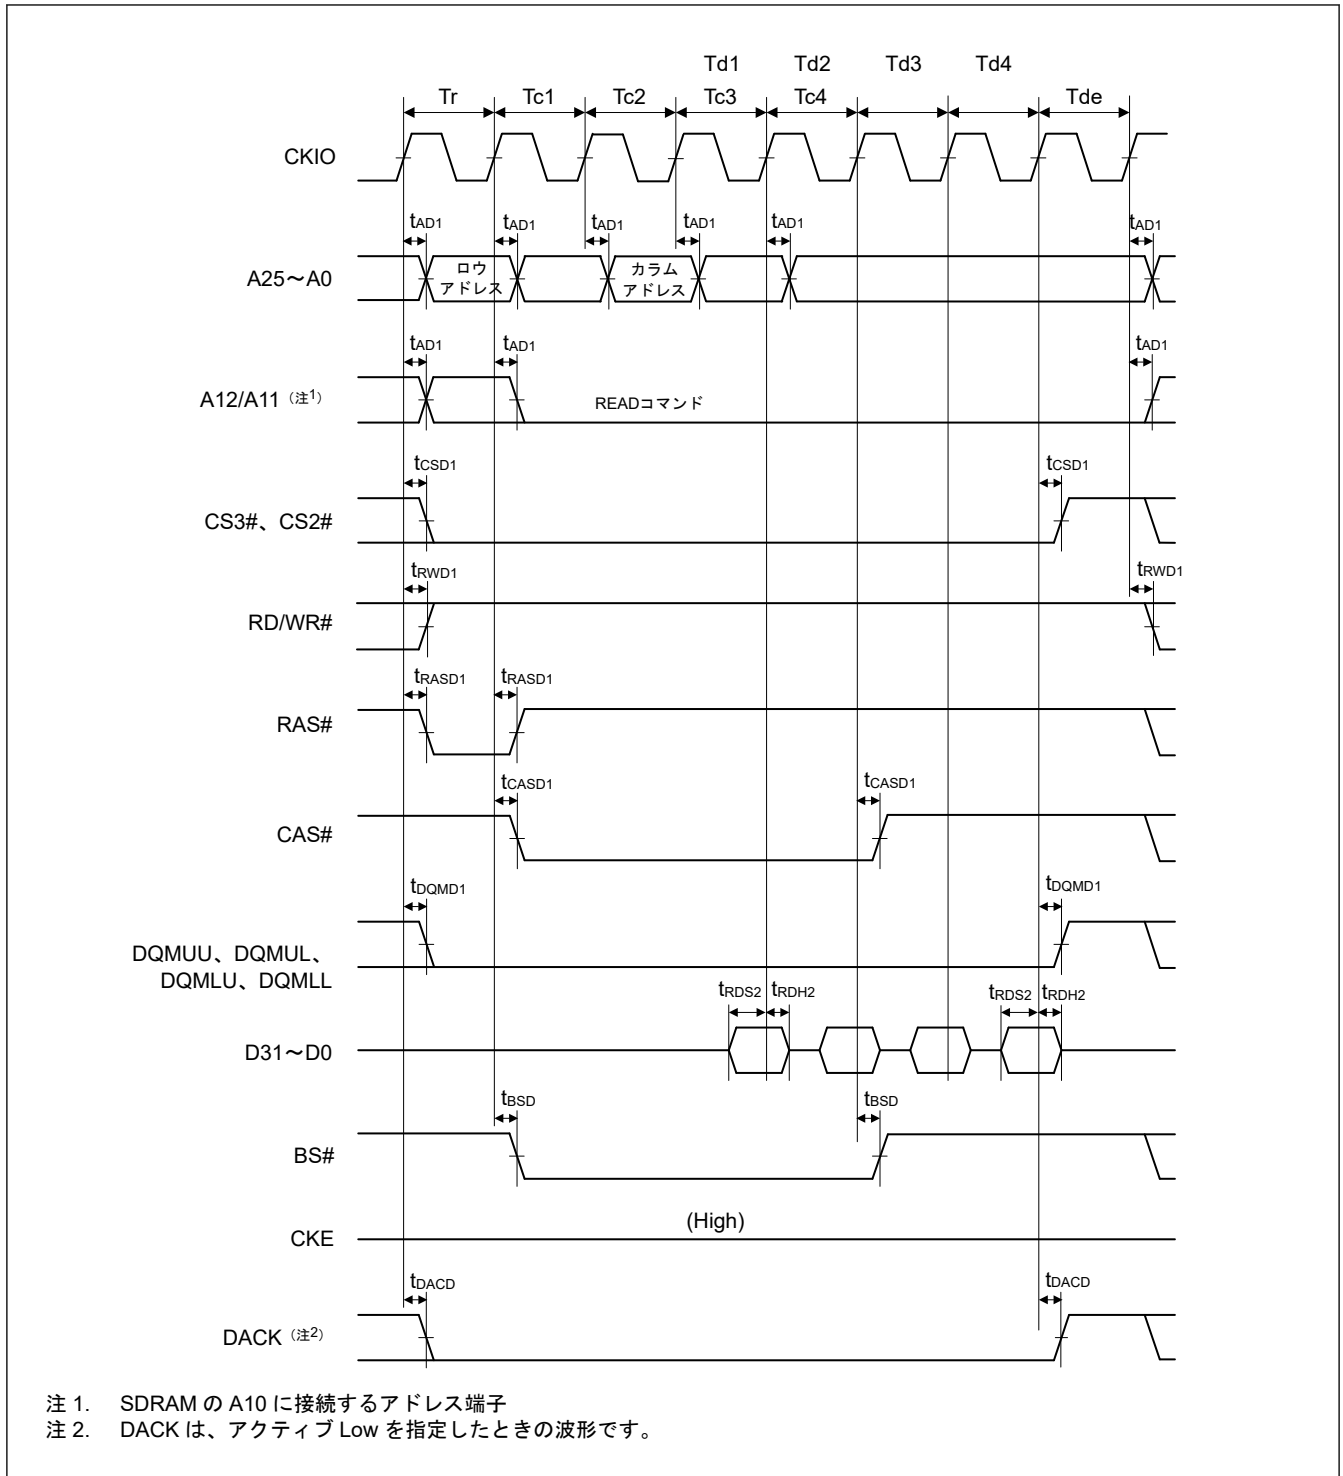 Td1 Td2 Td3 Td4
Tr Tc1 Tc2 Tc3 Tc4 Tde
CKIO
tAD1 tAD1 tAD1 tAD1 tAD1 tAD1
A25～A0
ロウ
アドレス
カラム
アドレス
tAD1 tAD1 tAD1
A12/A11（注1） READコマンド
tCSD1 tCSD1
CS3#、CS2#
tRWD1 tRWD1
RD/WR#
tRASD1 tRASD1
RAS#
tCASD1 tCASD1
CAS#
tDQMD1 tDQMD1
DQMUU、DQMUL、
DQMLU、DQMLL
tRDS2 tRDH2 tRDS2 tRDH2
D31～D0
tBSD tBSD
BS#
(High)
CKE
tDACD tDACD
DACK（注2）
注 1. SDRAM の A10 に接続するアドレス端子
注 2. DACK は、アクティブ Low を指定したときの波形です。